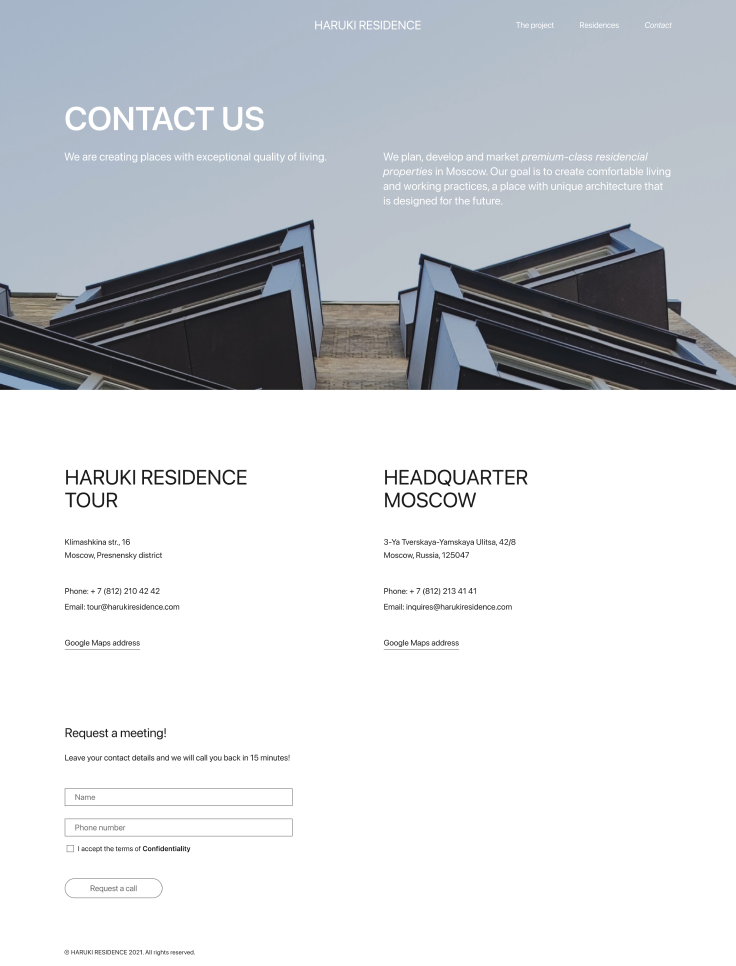 HARUKI RESIDENCE
The project
Residences
Contact
CONTACT US
We are creating places with exceptional quality of living.
We plan, develop and market premium-class residencial
properties in Moscow. Our goal is to create comfortable living
and working practices, a place with unique architecture that
is designed for the future.
HARUKI RESIDENCE
TOUR
Klimashkina str., 16
Moscow, Presnensky district
Phone: + 7 (812) 210 42 42
Email: tour@harukiresidence.com
Google Maps address
HEADQUARTER
MOSCOW
3-Ya Tverskaya-Yamskaya Ulitsa, 42/8
Moscow, Russia, 125047
Phone: + 7 (812) 213 41 41
Email: inquires@harukiresidence.com
Google Maps address
Request a meeting!
Leave your contact details and we will call you back in 15 minutes!
Name
Phone number
I accept the terms of Confidentiality
Request a call
® HARUKI RESIDENCE 2021. All rights reserved.